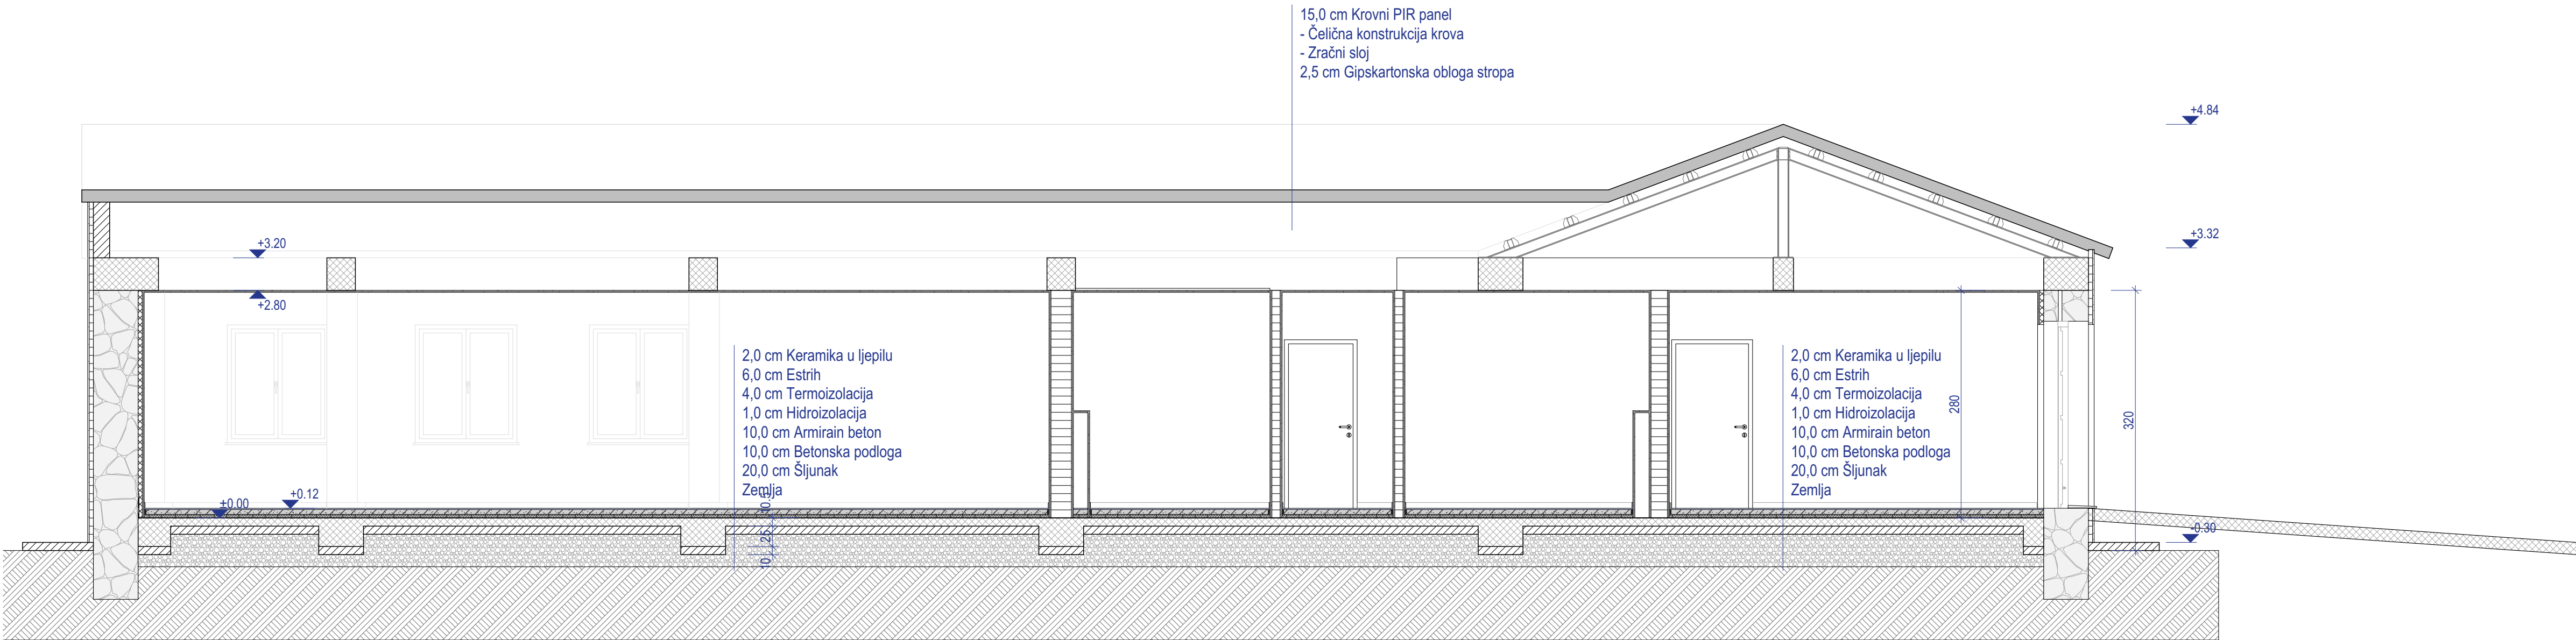 15,0 cm Krovni PIR panel
- Čelična konstrukcija krova
- Zračni sloj
2,5 cm Gipskartonska obloga stropa
+4.84
+3.20
+3.32
+2.80
2,0 cm Keramika u ljepilu
6,0 cm Estrih
4,0 cm Termoizolacija
1,0 cm Hidroizolacija
10,0 cm Armirain beton
10,0 cm Betonska podloga
20,0 cm Šljunak
Zemlja
2,0 cm Keramika u ljepilu
6,0 cm Estrih
4,0 cm Termoizolacija
1,0 cm Hidroizolacija
10,0 cm Armirain beton
10,0 cm Betonska podloga
20,0 cm Šljunak
Zemlja
280
320
±0.00
+0.12
10,5
25
10
-0.30